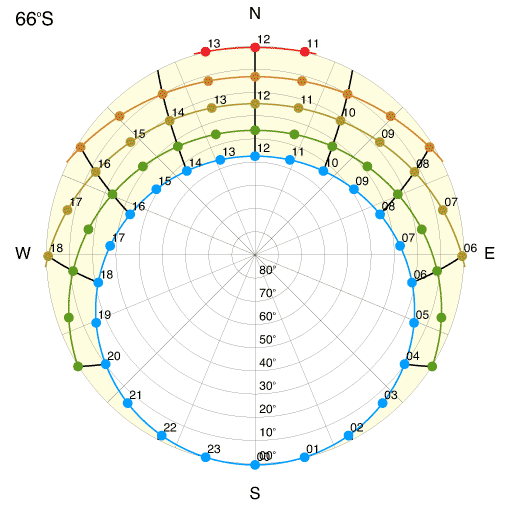 66°S
N
13 12 11
14 13 12 11 10
15 09
16 12 08
14 13 11 10
15 09
17 16 08 07
18 W 17 07 06 E
18 80° 06
70°
19 60° 05
50°
20 40° 04
30°
21 20° 03
22 10° 02
23 00° 00 01
S